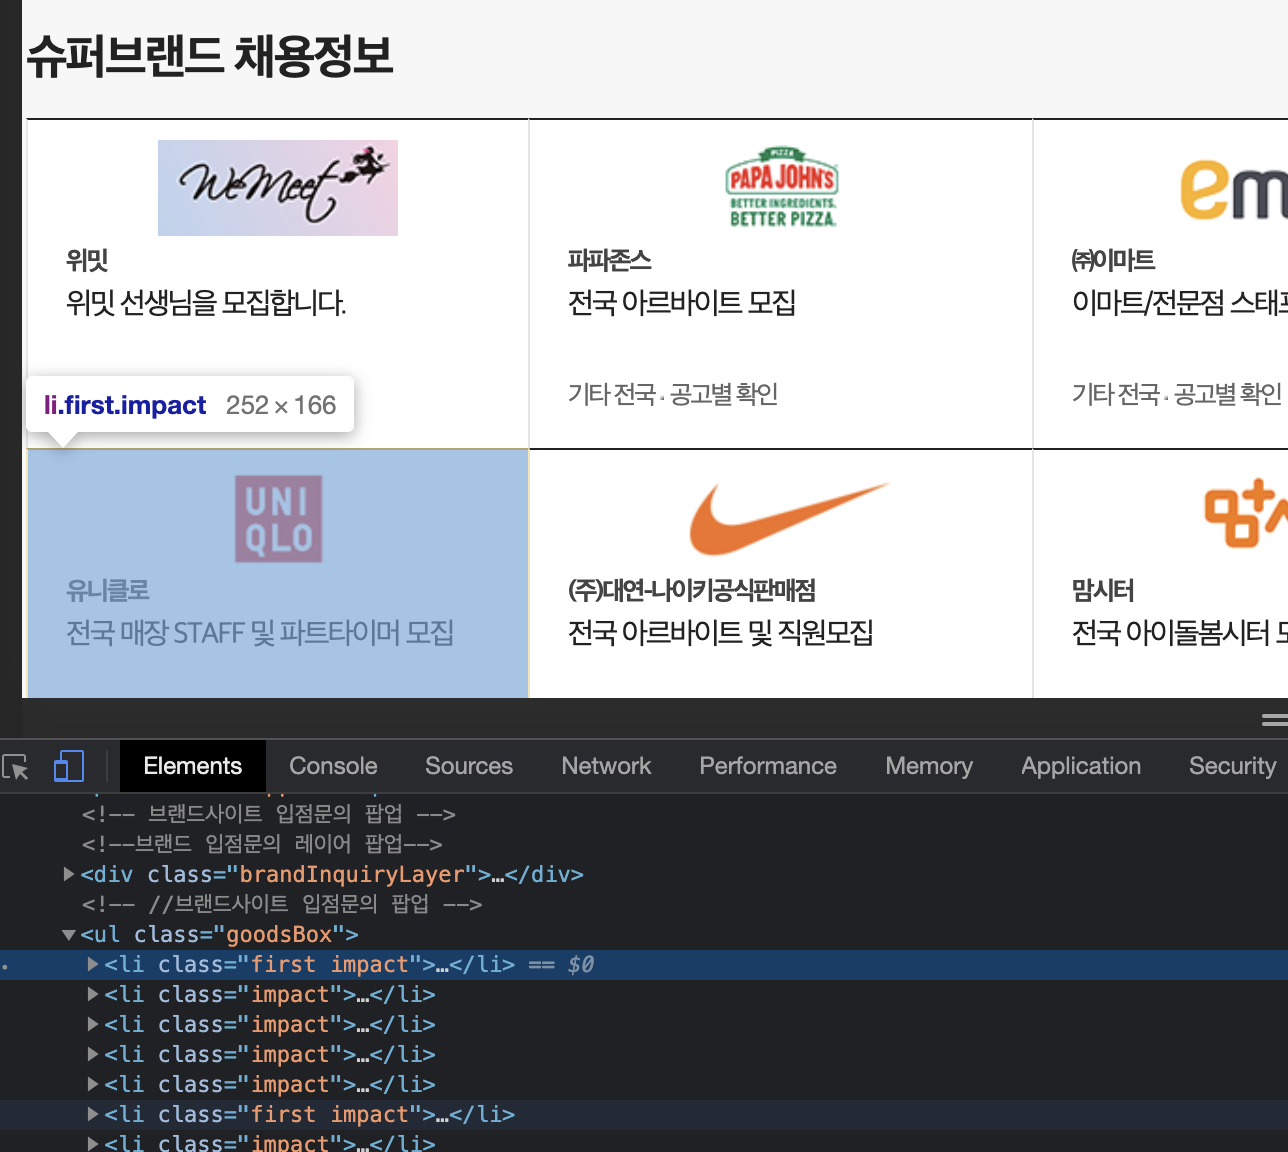 슈퍼브랜드 채용정보
WeMeet
PIZZA
PAPA JOHN'S
BETTER INGREDIENTS.
BETTER PIZZA.
em
위밋
위밋 선생님을 모집합니다.
파파존스
전국 아르바이트 모집
기타 전국 . 공고별 확인
㈜이마트
이마트/전문점 스태프
기타 전국 . 공고별 확인
li.first.impact 252 × 166
UNI
QLO
유니클로
전국 매장 STAFF 및 파트타이머 모집
(주)대연-나이키공식판매점
전국 아르바이트 및 직원모집
맘시터
전국 아이돌봄시터
Elements Console Sources Network Performance Memory Application Security
<!-- 브랜드사이트 입점문의 팝업 -->
<!--브랜드 입점문의 레이어 팝업-->
<div class="brandInquiryLayer">…</div>
<!-- //브랜드사이트 입점문의 팝업 -->
<ul class="goodsBox">
<li class="first impact">…</li> == $0
<li class="impact">…</li>
<li class="impact">…</li>
<li class="impact">…</li>
<li class="impact">…</li>
<li class="first impact">…</li>
<li class="impact">…</li>